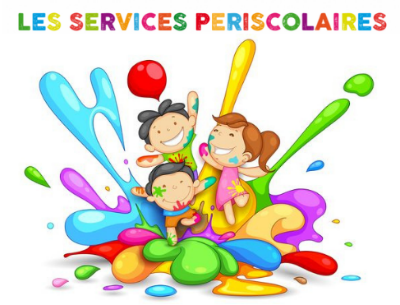 LES SERVICES PERISCOLAIRES